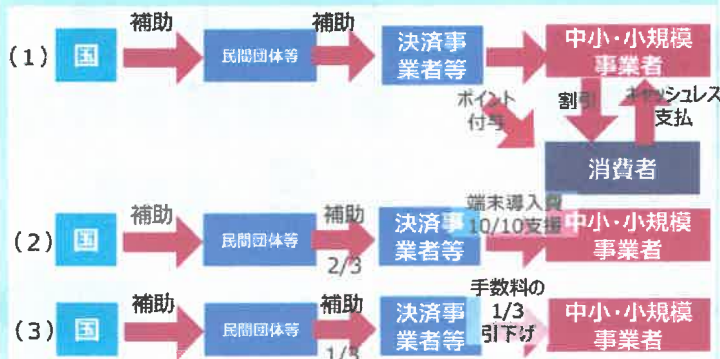 補助
補助
(1)
国
民間団体等
決済事
業者等
中小・小規模
事業者
ポイント
付与
割引
キャッシュレス
支払
消費者
補助
補助
端末導入費
10/10支援
(2)
国
民間団体等
2/3
決済事
業者等
中小・小規模
事業者
補助
補助
手数料の
1/3
引下げ
(3)
国
民間団体等
1/3
決済事
業者等
中小・小規模
事業者